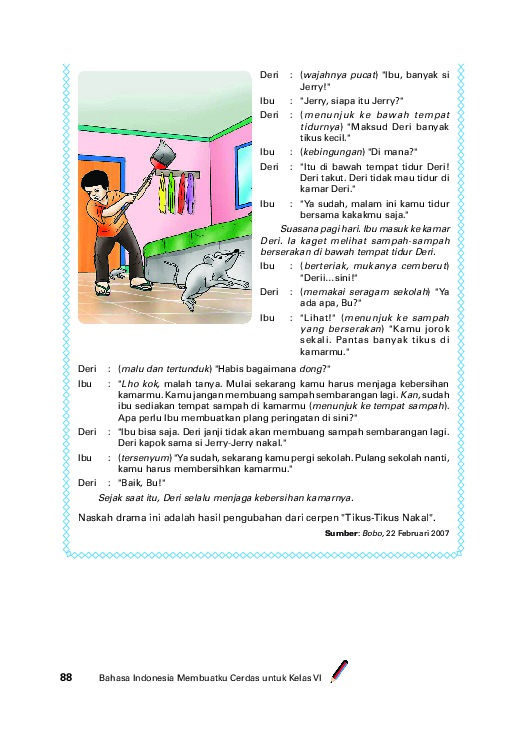 Deri : (wajahnya pucat) "Ibu, banyak si
Jerry!"
Ibu : "Jerry, siapa itu Jerry?"
Deri : (menunjuk ke bawah tempat
tidurnya) "Maksud Deri banyak
tikus kecil."
Ibu : (kebingungan) "Di mana?"
Deri : "Itu di bawah tempat tidur Deri!
Deri takut. Deri tidak mau tidur di
kamar Deri."
Ibu : "Ya sudah, malam ini kamu tidur
bersama kakakmu saja."
Suasana pagi hari. Ibu masuk ke kamar
Deri. Ia kaget melihat sampah-sampah
berserakan di bawah tempat tidur Deri.
Ibu : (berteriak, mukanya cemberut)
"Derii...sini!"
Deri : (memakai seragam sekolah) "Ya
ada apa, Bu?"
Ibu : "Lihat!" (menunjuk ke sampah
yang berserakan) "Kamu jorok
sekali. Pantas banyak tikus di
kamarmu."
Deri : (malu dan tertunduk) "Habis bagaimana dong?"
Ibu : "Lho kok, malah tanya. Mulai sekarang kamu harus menjaga kebersihan
kamarmu. Kamu jangan membuang sampah sembarangan lagi. Kan, sudah
ibu sediakan tempat sampah di kamarmu (menunjuk ke tempat sampah).
Apa perlu Ibu membuatkan plang peringatan di sini?"
Deri : "Ibu bisa saja. Deri janji tidak akan membuang sampah sembarangan lagi.
Deri kapok sama si Jerry-Jerry nakal."
Ibu : (tersenyum) "Ya sudah, sekarang kamu pergi sekolah. Pulang sekolah nanti,
kamu harus membersihkan kamarmu."
Deri : "Baik, Bu!"
Sejak saat itu, Deri selalu menjaga kebersihan kamarnya.
Naskah drama ini adalah hasil pengubahan dari cerpen "Tikus-Tikus Nakal".
Sumber: Bobo, 22 Februari 2007
88 Bahasa Indonesia Membuatku Cerdas untuk Kelas VI